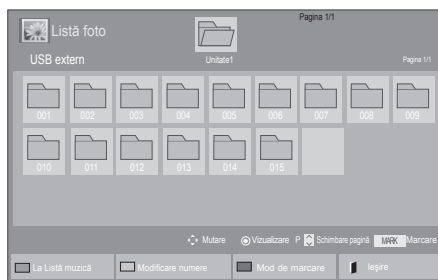 Pagina 1/1
Listă foto
USB extern
Unitate1
Pagina 1/1
001 002 003 004 005 006 007 008 009
010 011 012 013 014 015
Mutare Vizualizare P Schimbare pagină MARK Marcare
La Listă muzică Modificare numere Mod de marcare Ieşire